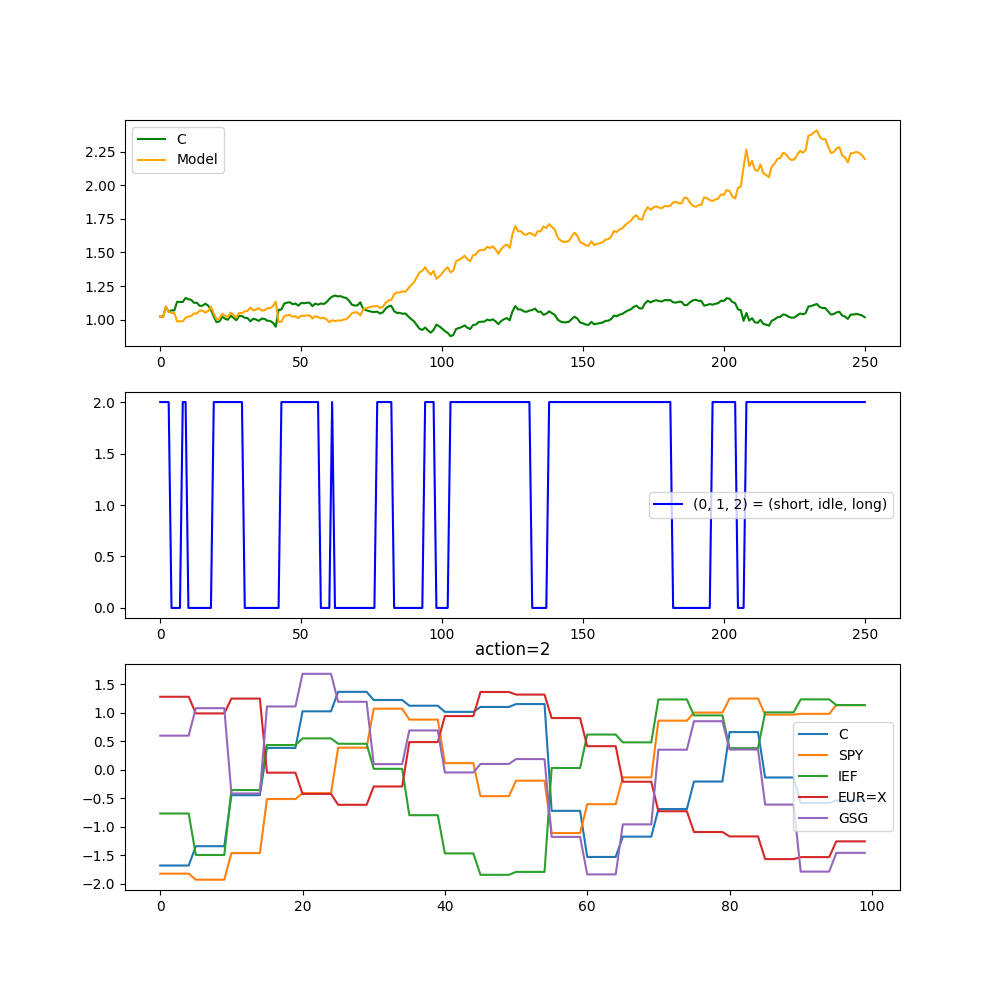 C
Model
2.25
2.00
1.75
1.50
1.25
1.00
0 50 100 150 200 250
2.0
1.5
1.0
0.5
0.0
(0, 1, 2) = (short, idle, long)
0 50 100 150 200 250
action=2
1.5
1.0
0.5
0.0
−0.5
−1.0
−1.5
−2.0
C
SPY
IEF
EUR=X
GSG
0 20 40 60 80 100